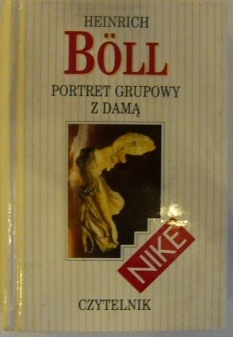 HEINRICH
BÖLL
PORTRET GRUPOWY
Z DAMĄ
NIKE
CZYTELNIK